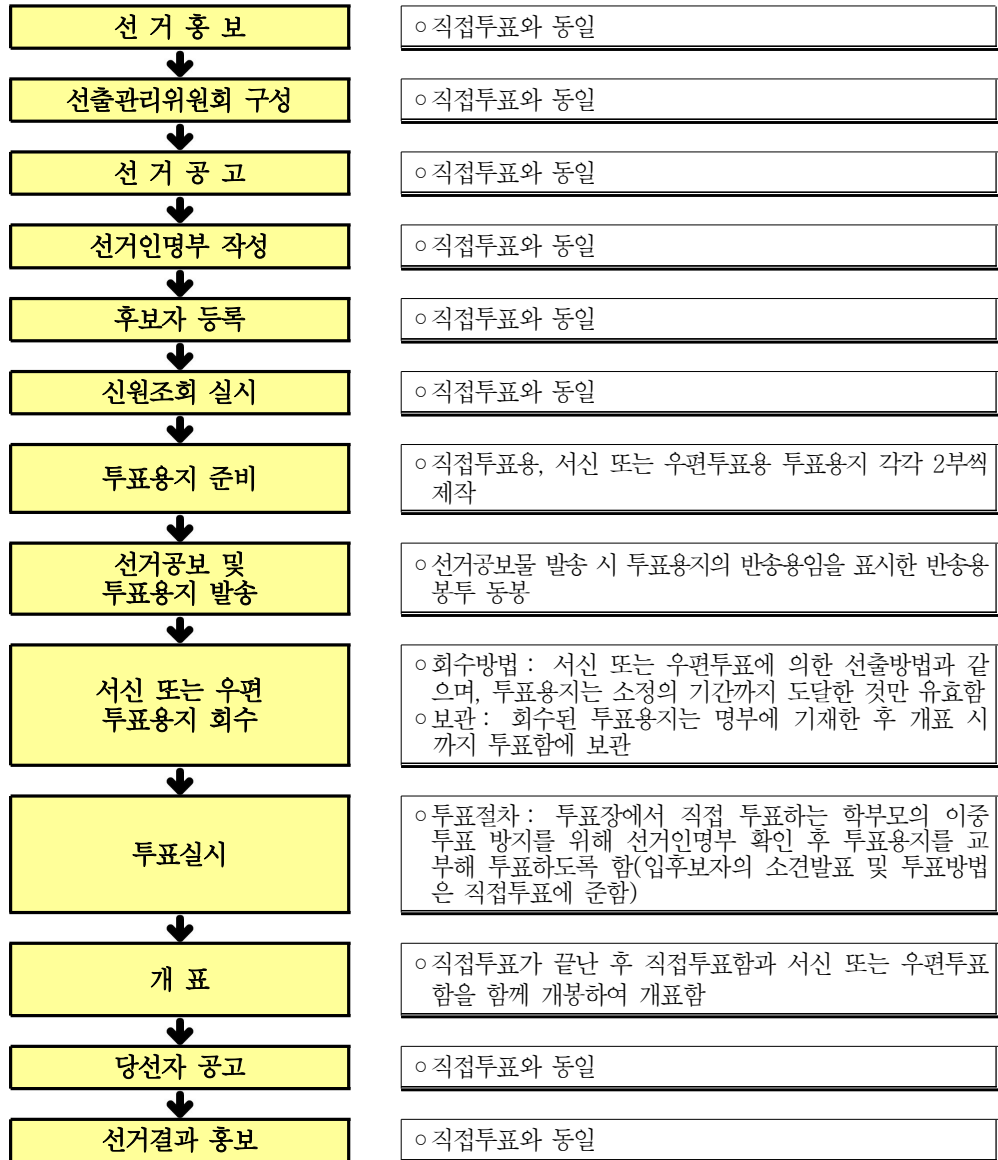 선 거 홍 보
○직접투표와 동일
선출관리위원회 구성
○직접투표와 동일
선 거 공 고
○직접투표와 동일
선거인명부 작성
○직접투표와 동일
후보자 등록
○직접투표와 동일
신원조회 실시
○직접투표와 동일
투표용지 준비
○직접투표용, 서신 또는 우편투표용 투표용지 각각 2부씩
제작
선거공보 및
투표용지 발송
○선거공보물 발송 시 투표용지의 반송용임을 표시한 반송용
봉투 동봉
서신 또는 우편
투표용지 회수
○회수방법 : 서신 또는 우편투표에 의한 선출방법과 같
으며, 투표용지는 소정의 기간까지 도달한 것만 유효함
○보관 : 회수된 투표용지는 명부에 기재한 후 개표 시
까지 투표함에 보관
투표실시
○투표절차 : 투표장에서 직접 투표하는 학부모의 이중
투표 방지를 위해 선거인명부 확인 후 투표용지를 교
부해 투표하도록 함(입후보자의 소견발표 및 투표방법
은 직접투표에 준함)
개 표
○직접투표가 끝난 후 직접투표함과 서신 또는 우편투표
함을 함께 개봉하여 개표함
당선자 공고
○직접투표와 동일
선거결과 홍보
○직접투표와 동일